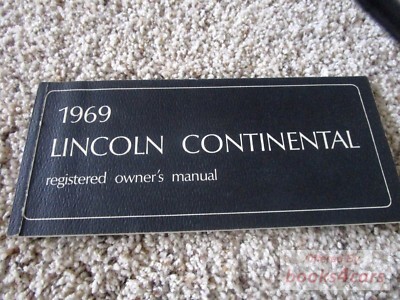 1969
LINCOLN CONTINENTAL
registered owner's manual
books4cars